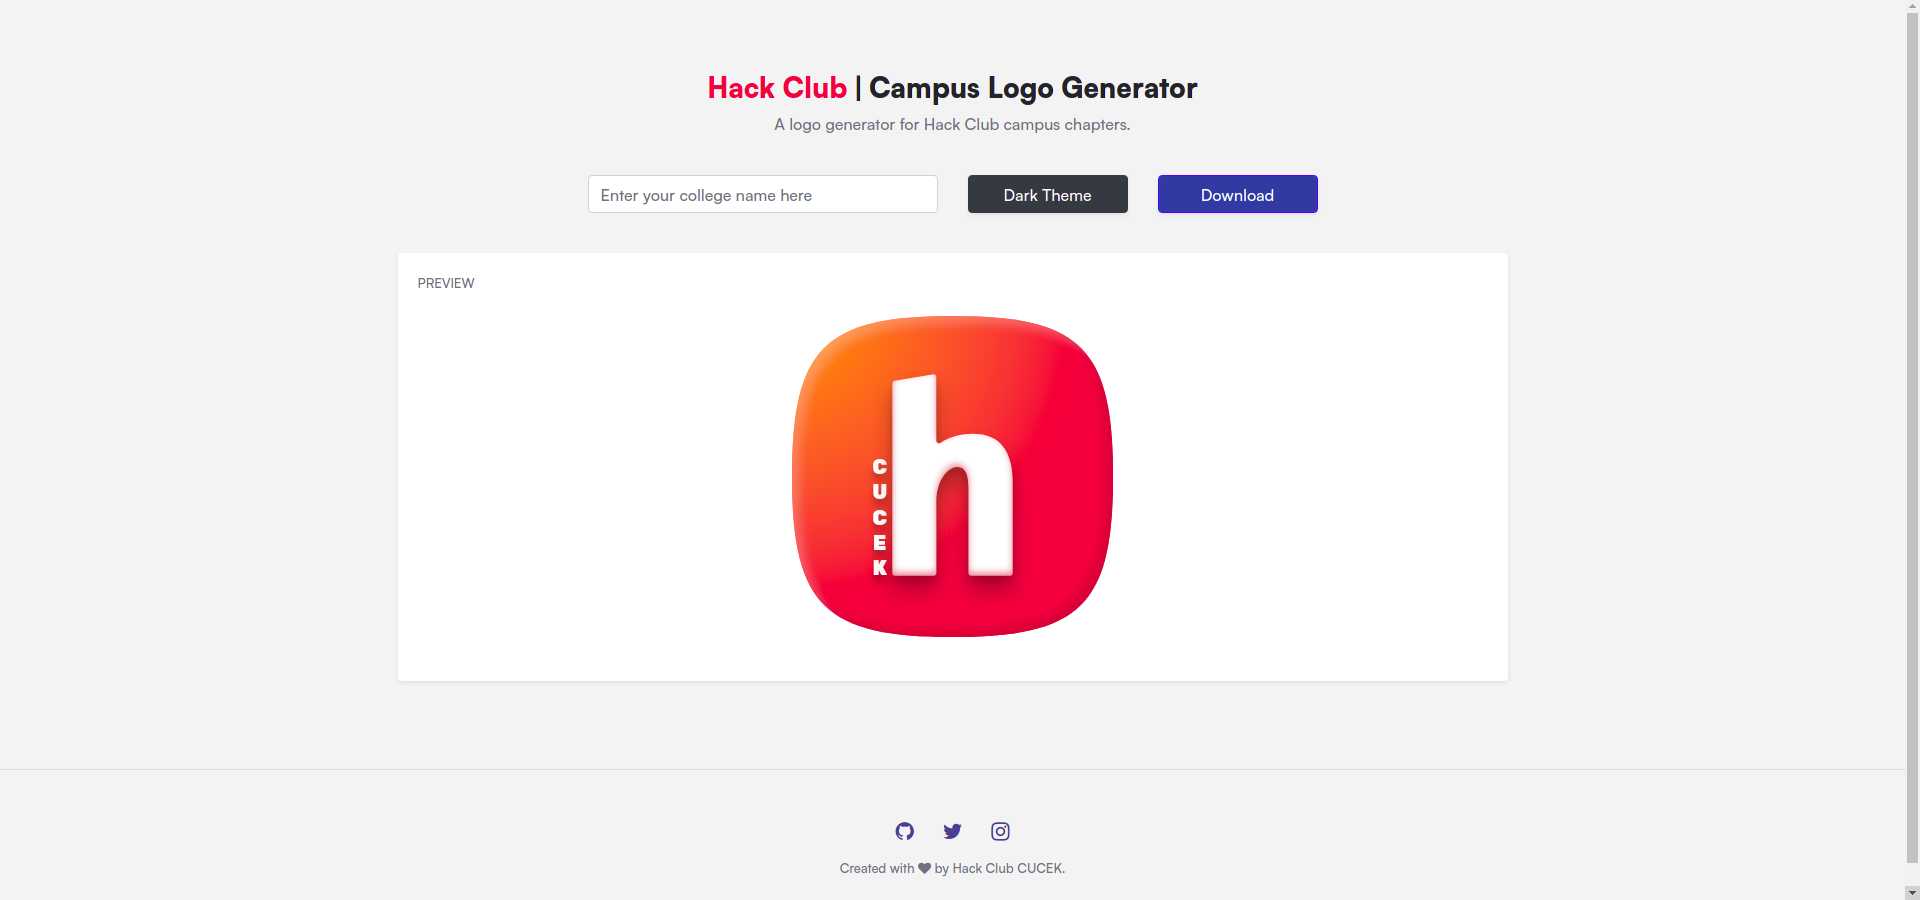 Hack Club | Campus Logo Generator
A logo generator for Hack Club campus chapters.
Enter your college name here
Dark Theme
Download
PREVIEW
h
C
U
C
E
K
Created with ♥ by Hack Club CUCEK.